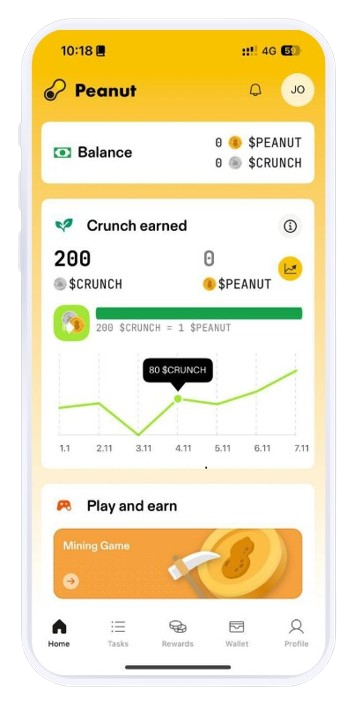 10:18
4G 59
Peanut
JO
Balance
0 $PEANUT
0 $CRUNCH
Crunch earned
200
0
$CRUNCH
$PEANUT
200 $CRUNCH = 1 $PEANUT
80 $CRUNCH
1.1 2.11 3.11 4.11 5.11 6.11 7.11
Play and earn
Mining Game
Home Tasks Rewards Wallet Profile